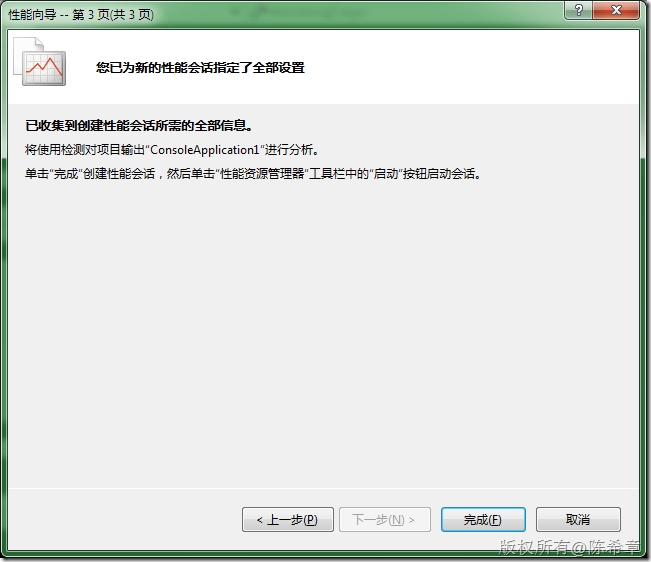 性能向导 -- 第 3 页(共 3 页)
您已为新的性能会话指定了全部设置
已收集到创建性能会话所需的全部信息。
将使用检测对项目输出“ConsoleApplication1”进行分析。
单击“完成”创建性能会话，然后单击“性能资源管理器”工具栏中的“启动”按钮启动会话。
< 上一步(P) 下一步(N) > 完成(F) 取消
版权所有@陈希章